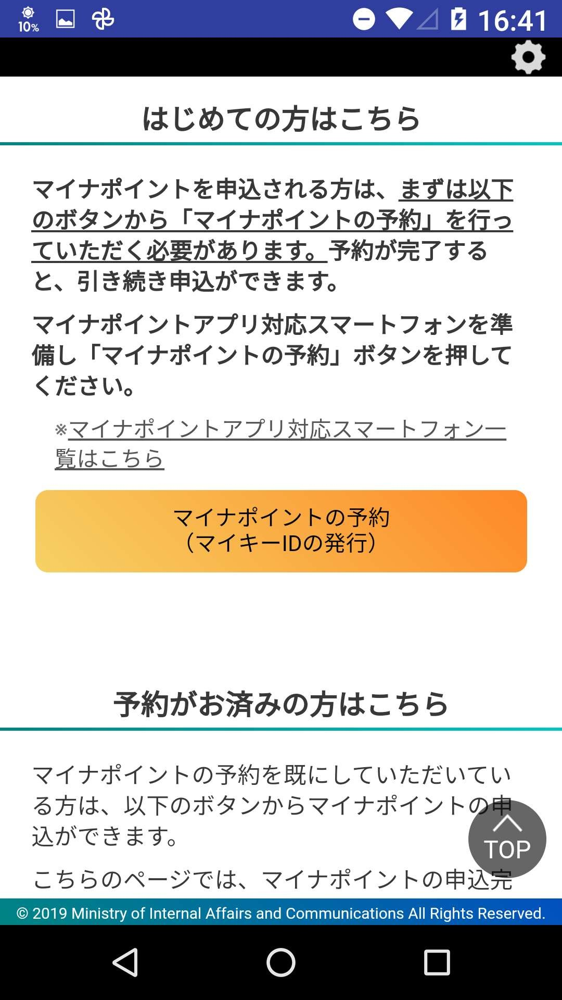 10%
16:41
はじめての方はこちら
マイナポイントを申込される方は、まずは以下
のボタンから「マイナポイントの予約」を行っ
ていただく必要があります。予約が完了する
と、引き続き申込ができます。
マイナポイントアプリ対応スマートフォンを準
備し「マイナポイントの予約」ボタンを押して
ください。
※マイナポイントアプリ対応スマートフォン一
覧はこちら
マイナポイントの予約
（マイキーIDの発行）
予約がお済みの方はこちら
マイナポイントの予約を既にしていただいてい
る方は、以下のボタンからマイナポイントの申
込ができます。
TOP
こちらのページでは、マイナポイントの申込完
© 2019 Ministry of Internal Affairs and Communications All Rights Reserved.